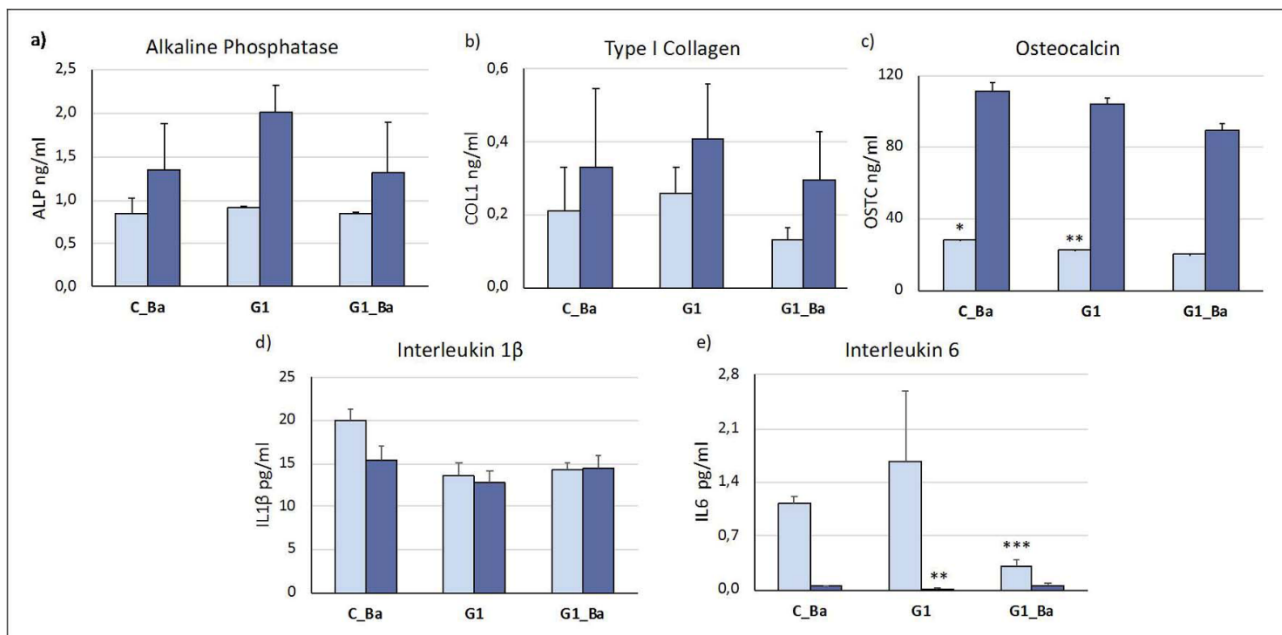 a)
Alkaline Phosphatase
ALP ng/ml
2,5
2,0
1,5
1,0
0,5
0,0
C_Ba
G1
G1_Ba
b)
Type I Collagen
COL1 ng/ml
0,6
0,4
0,2
0,0
C_Ba
G1
G1_Ba
c)
Osteocalcin
OSTC ng/ml
120
80
40
0
*
**
C_Ba
G1
G1_Ba
d)
Interleukin 1β
IL1β pg/ml
25
20
15
10
5
0
C_Ba
G1
G1_Ba
e)
Interleukin 6
IL6 pg/ml
2,8
2,1
1,4
0,7
0,0
**
***
C_Ba
G1
G1_Ba